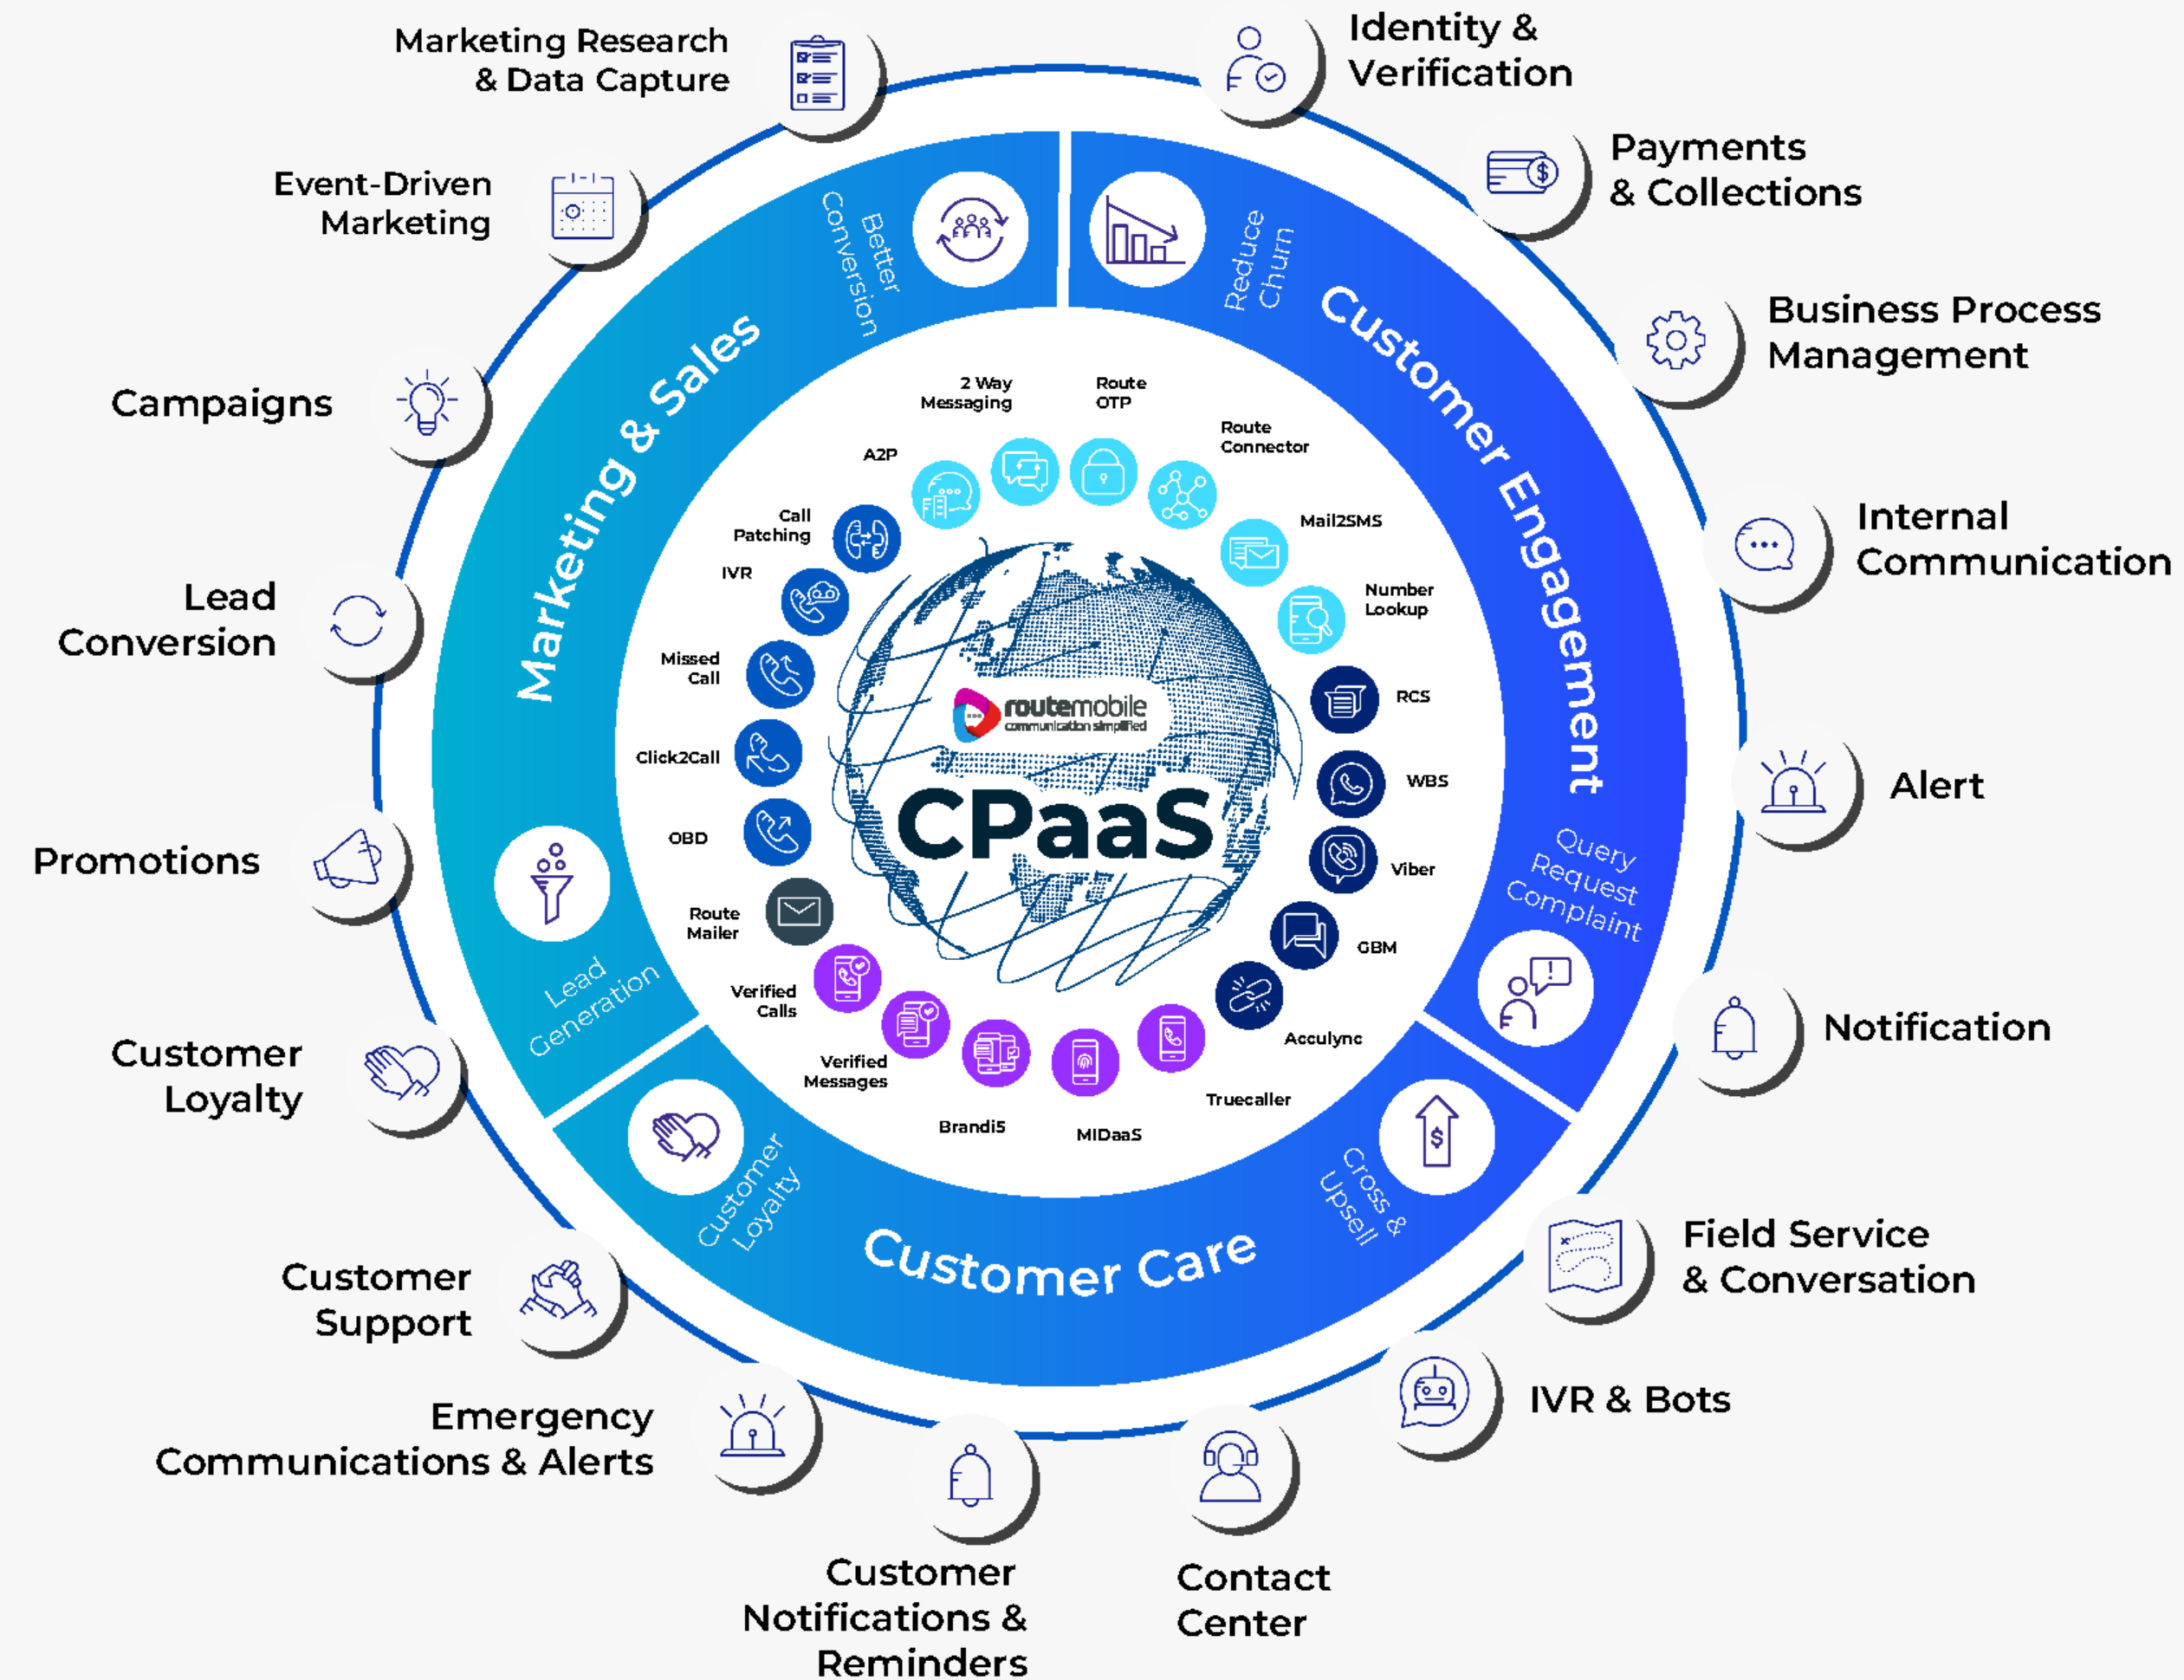 Marketing Research
& Data Capture
Identity &
Verification
Event-Driven
Marketing
Payments
& Collections
Campaigns
Business Process
Management
Lead
Conversion
Internal
Communication
Promotions
Alert
Customer
Loyalty
Notification
Customer
Support
Field Service
& Conversation
Emergency
Communications & Alerts
IVR & Bots
Customer
Notifications &
Reminders
Contact
Center
Marketing & Sales
Better
Conversion
Lead
Generation
Customer Engagement
Reduce
Churn
Query
Request
Complaint
Customer Care
Customer
Loyalty
Cross &
Upsell
2 Way
Messaging
Route
OTP
Route
Connector
Mail2SMS
Number
Lookup
RCS
WBS
Viber
GBM
Acculync
Truecaller
MIDaaS
Brandi5
Verified
Messages
Verified
Calls
Route
Mailer
OBD
Click2Call
Missed
Call
IVR
Call
Patching
A2P
routemobile
communication simplified
CPaaS
$
$
!